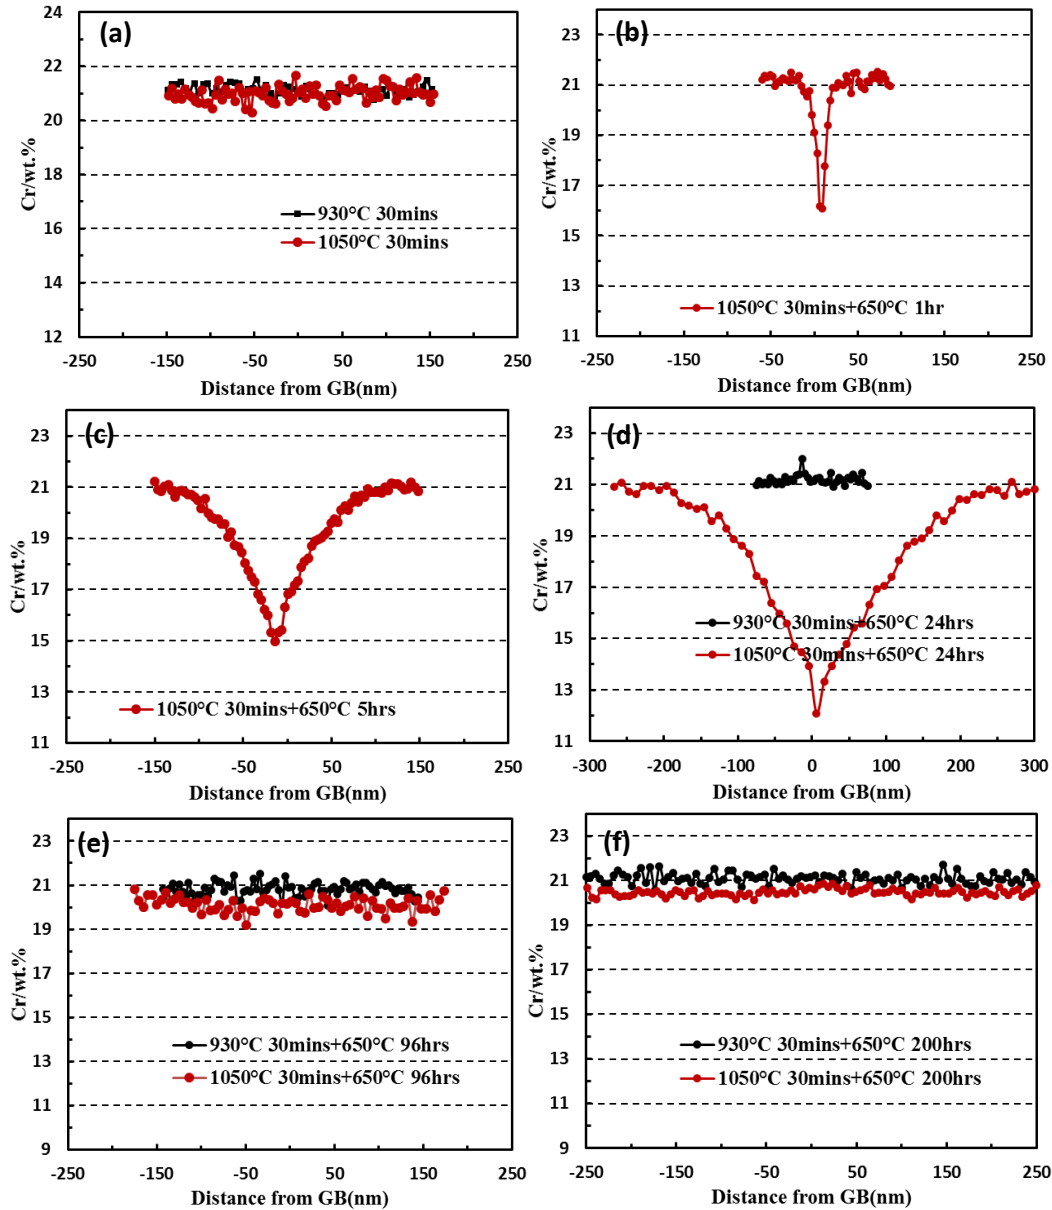 (a)
22
20
18
16
14
12
Cr/wt.%
930°C 30mins
1050°C 30mins
-250 -150 -50 50 150 250
Distance from GB(nm)
(b)
23
21
19
17
15
13
11
Cr/wt.%
1050°C 30mins+650°C 1hr
-250 -150 -50 50 150 250
Distance from GB(nm)
(c)
23
21
19
17
15
13
11
Cr/wt.%
1050°C 30mins+650°C 5hrs
-250 -150 -50 50 150 250
Distance from GB(nm)
(d)
23
21
19
17
15
13
11
Cr/wt.%
930°C 30mins+650°C 24hrs
1050°C 30mins+650°C 24hrs
-300 -200 -100 0 100 200 300
Distance from GB(nm)
(e)
23
21
19
17
15
13
11
9
Cr/wt.%
930°C 30mins+650°C 96hrs
1050°C 30mins+650°C 96hrs
-250 -150 -50 50 150 250
Distance from GB(nm)
(f)
23
21
19
17
15
13
11
9
Cr/wt.%
930°C 30mins+650°C 200hrs
1050°C 30mins+650°C 200hrs
-250 -150 -50 50 150 250
Distance from GB(nm)